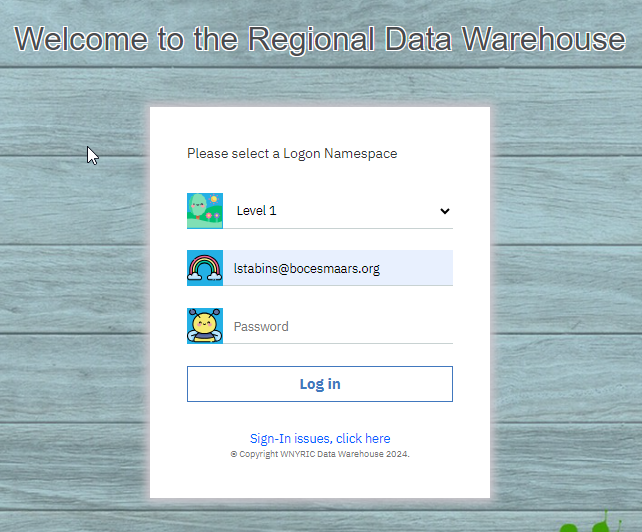 Welcome to the Regional Data Warehouse
Please select a Logon Namespace
Level 1
lstabins@bocesmaars.org
Password
Log in
Sign-In issues, click here
© Copyright WNYRIC Data Warehouse 2024.